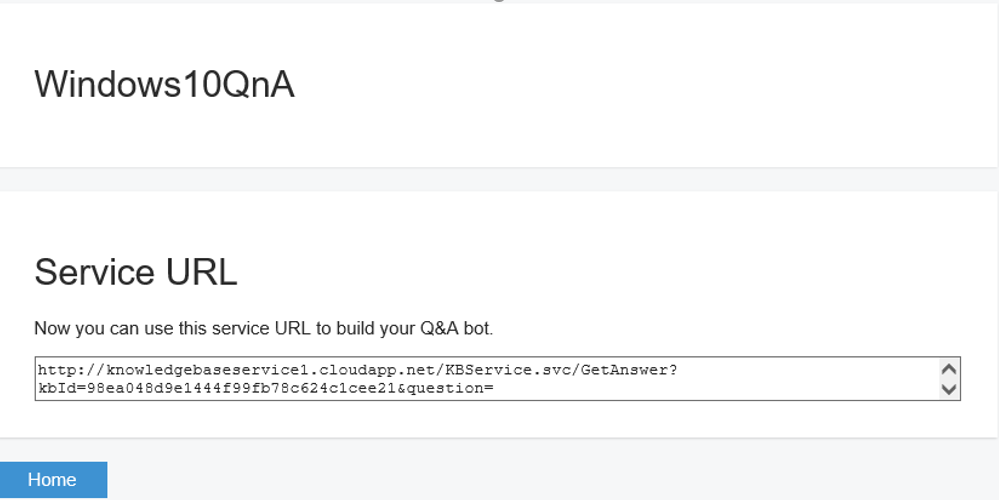 Windows10QnA
Service URL
Now you can use this service URL to build your Q&A bot.
http://knowledgebaseservice1.cloudapp.net/KBService.svc/GetAnswer?
kbId=98ea048d9e1444f99fb78c624c1cee21&question=
Home